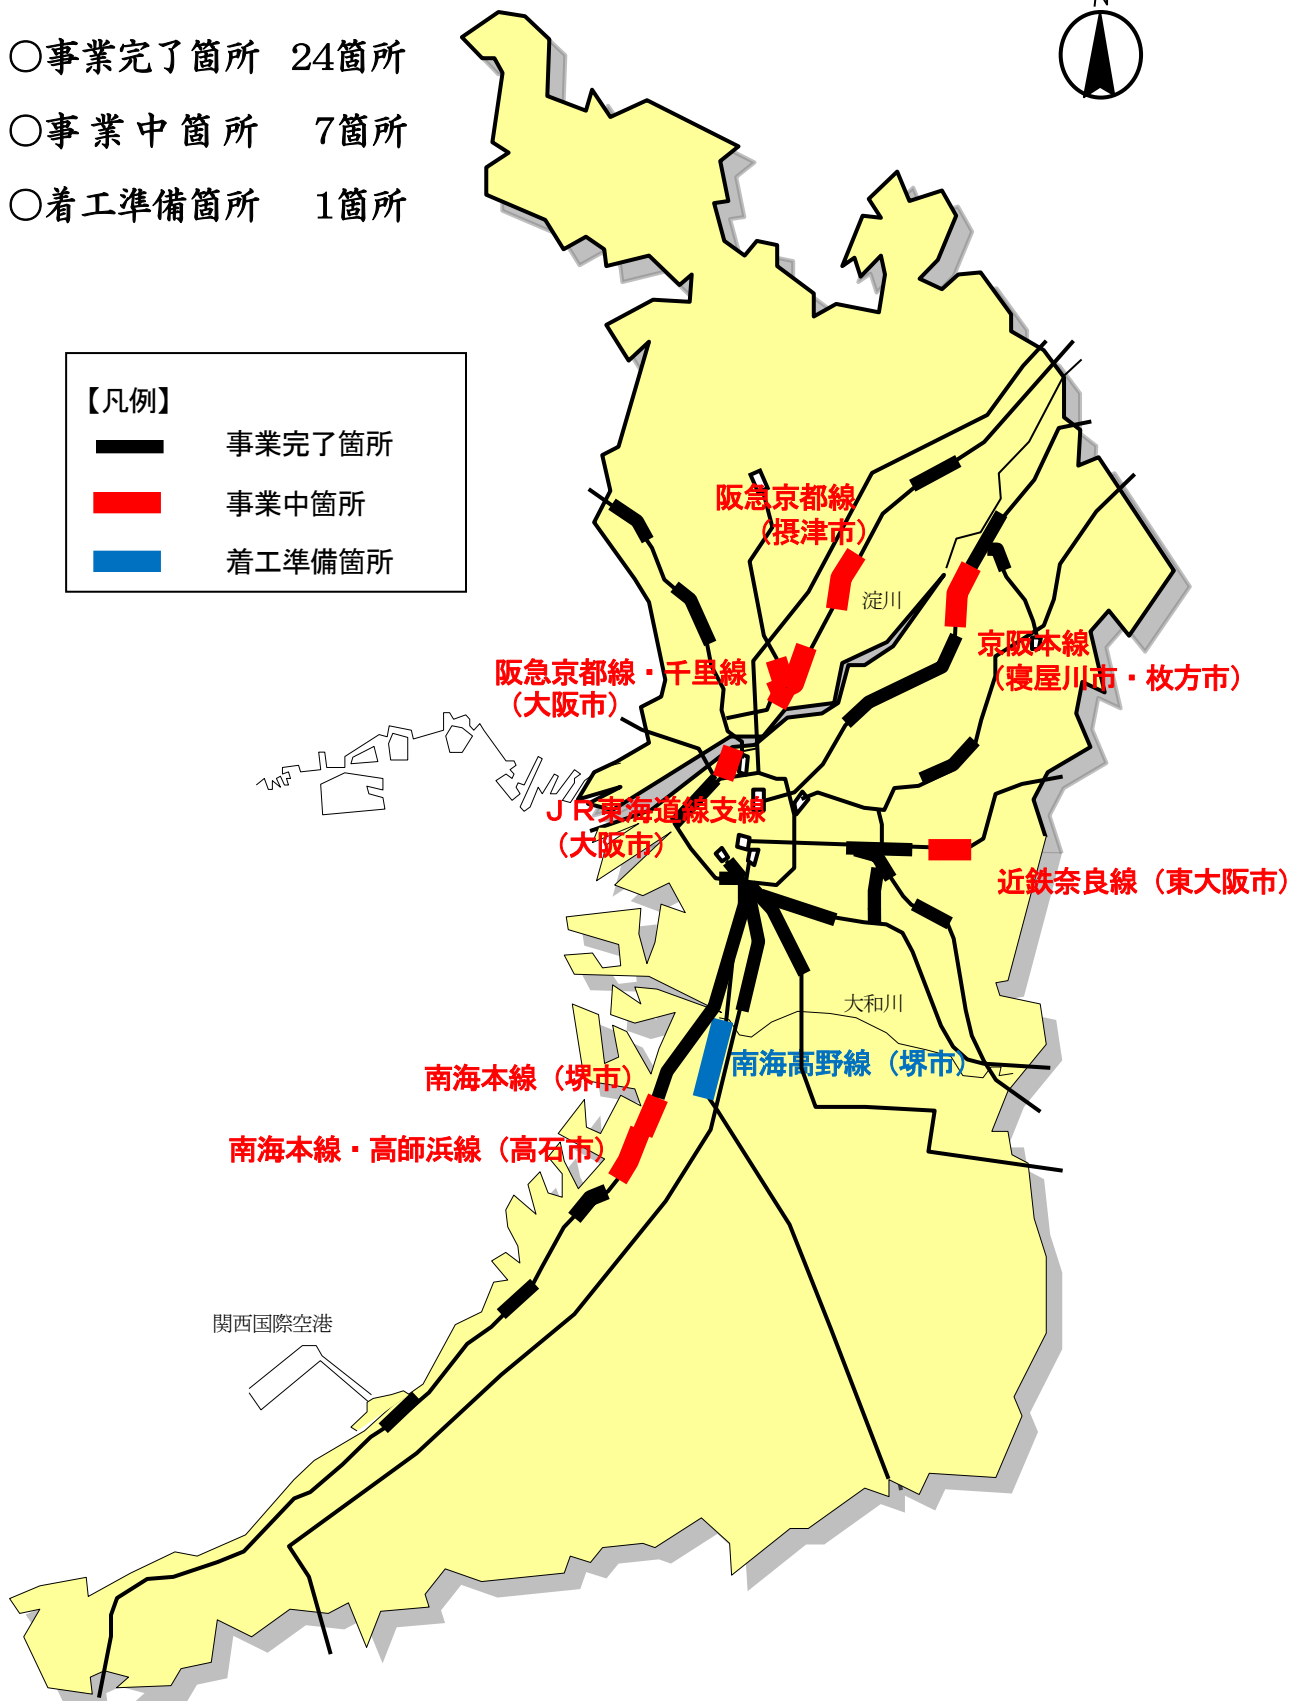 N
○事業完了箇所 24箇所
○事業中箇所 7箇所
○着工準備箇所 1箇所
【凡例】
事業完了箇所
事業中箇所
着工準備箇所
阪急京都線
（摂津市）
淀川
京阪本線
（寝屋川市・枚方市）
阪急京都線・千里線
（大阪市）
ＪＲ東海道線支線
（大阪市）
近鉄奈良線（東大阪市）
大和川
南海高野線（堺市）
南海本線（堺市）
南海本線・高師浜線（高石市）
関西国際空港